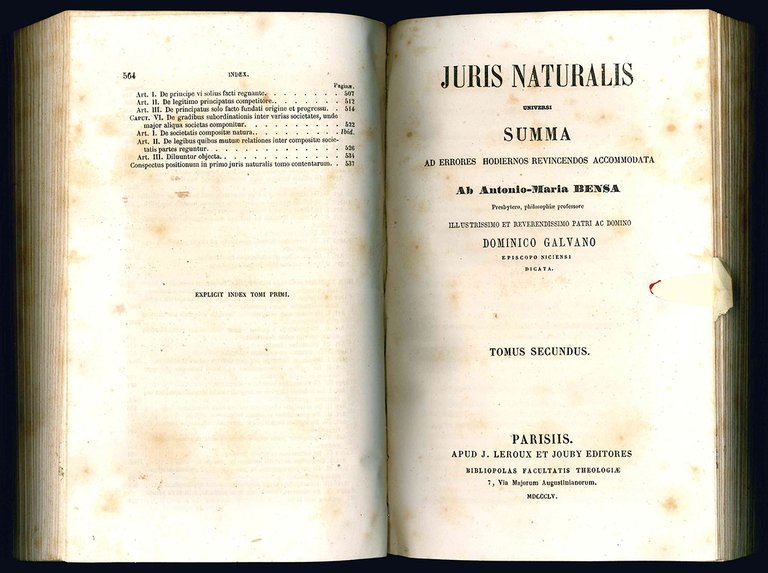 564
INDEX.
Paginæ.
Art. I. De principe vi solius facti regnante. . . . . . . . . . . 507
Art. II. De legitimo principatus competitore. . . . . . . . . . 512
Art. III. De principatus solo facto fundati origine et progressu. . 514
CAPUT. VI. De gradibus subordinationis inter varias societates, unde
major aliqua societas componitur. . . . . . . . . . . . . . 522
Art. I. De societatis compositæ natura. . . . . . . . . . . . Ibid.
Art. II. De legibus quibus mutuæ relationes inter compositæ socie-
tatis partes reguntur. . . . . . . . . . . . . . . . . . . 526
Art. III. Diluuntur objecta. . . . . . . . . . . . . . . . . 534
Conspectus positionum in primo juris naturalis tomo contentarum. . 537
EXPLICIT INDEX TOMI PRIMI.
JURIS NATURALIS
UNIVERSI
SUMMA
AD ERRORES HODIERNOS REVINCENDOS ACCOMMODATA
Ab Antonio-Maria BENSA
Presbytero, philosophiæ professore
ILLUSTRISSIMO ET REVERENDISSIMO PATRI AC DOMINO
DOMINICO GALVANO
EPISCOPO NICIENSI
DICATA.
TOMUS SECUNDUS.
PARISIIS.
APUD J. LEROUX ET JOUBY EDITORES
BIBLIOPOLAS FACULTATIS THEOLOGIÆ
7, Via Majorum Augustinianorum.
MDCCCLV.